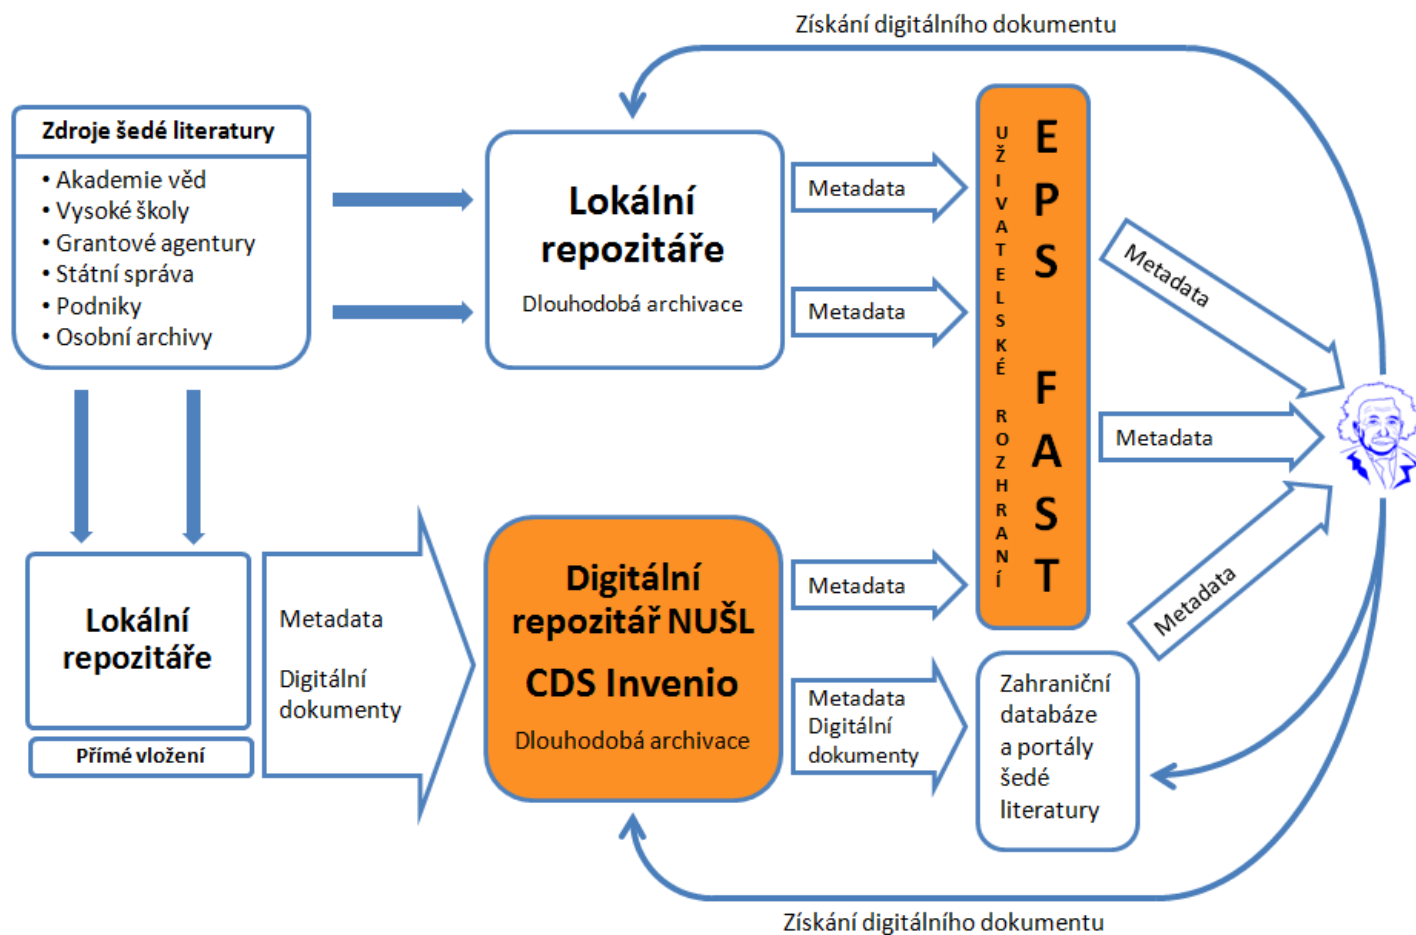 Získání digitálního dokumentu
Zdroje šedé literatury
• Akademie věd
• Vysoké školy
• Grantové agentury
• Státní správa
• Podniky
• Osobní archivy
Lokální
repozitáře
Dlouhodobá archivace
Metadata
Metadata
UŽIVATELSKÉ ROZHRANÍ
EPS FAST
Metadata
Metadata
Metadata
Lokální
repozitáře
Přímé vložení
Metadata
Digitální
dokumenty
Digitální
repozitář NUŠL
CDS Invenio
Dlouhodobá archivace
Metadata
Metadata
Digitální
dokumenty
Zahraniční
databáze
a portály
šedé
literatury
Získání digitálního dokumentu